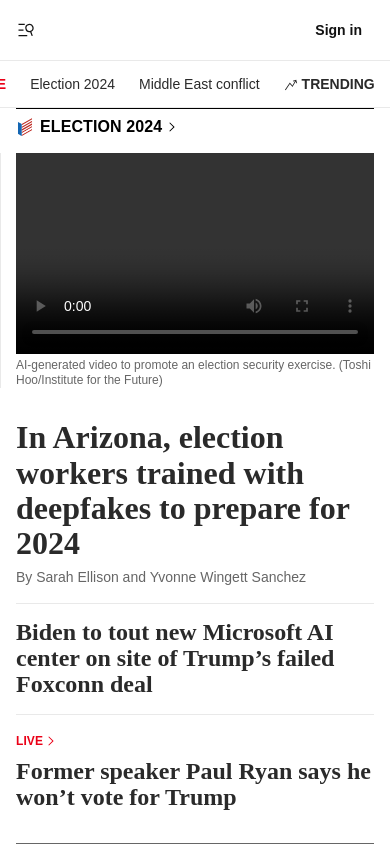 Sign in
E
Election 2024
Middle East conflict
TRENDING
ELECTION 2024
0:00
AI-generated video to promote an election security exercise. (Toshi
Hoo/Institute for the Future)
In Arizona, election
workers trained with
deepfakes to prepare for
2024
By Sarah Ellison and Yvonne Wingett Sanchez
Biden to tout new Microsoft AI
center on site of Trump’s failed
Foxconn deal
LIVE
Former speaker Paul Ryan says he
won’t vote for Trump